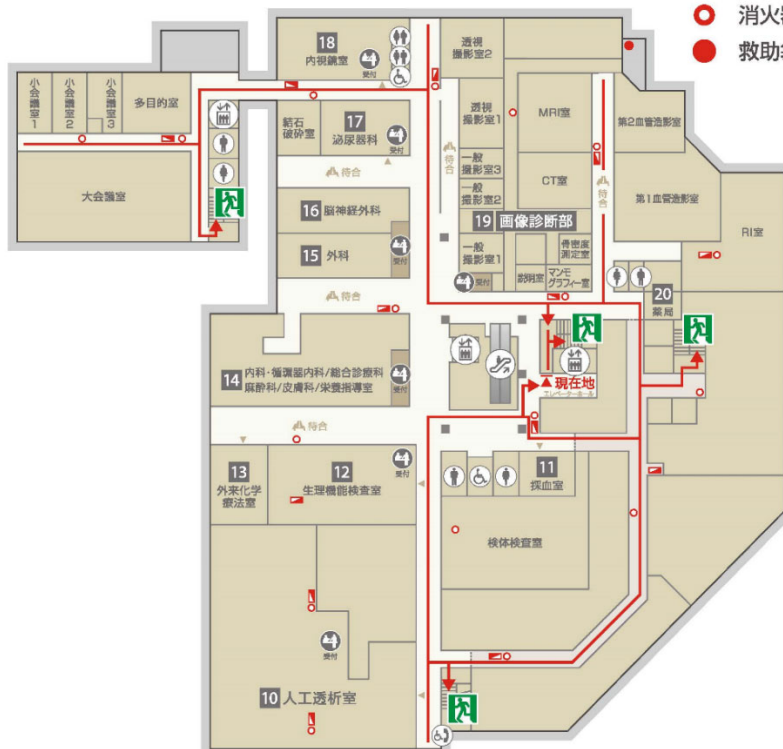 消火
救助
18
内視鏡室
受付
透視
撮影室2
小会議室1
小会議室2
小会議室3
多目的室
結石
破砕室
17
泌尿器科
受付
透視
撮影室1
MRI室
第2血管造影室
待合
大会議室
待合
一般
撮影室3
一般
撮影室2
CT室
待合
第1血管造影室
16
脳神経外科
19
画像診断部
RI室
15
外科
受付
一般
撮影室1
骨密度
測定室
説明室
マンモ
グラフィー室
受付
待合
20
薬局
14
内科・循環器内科/総合診療科
麻酔科/皮膚科/栄養指導室
受付
現在地
エレベーターホール
待合
13
外来化学
療法室
12
生理機能検査室
受付
11
採血室
検体検査室
受付
10
人工透析室